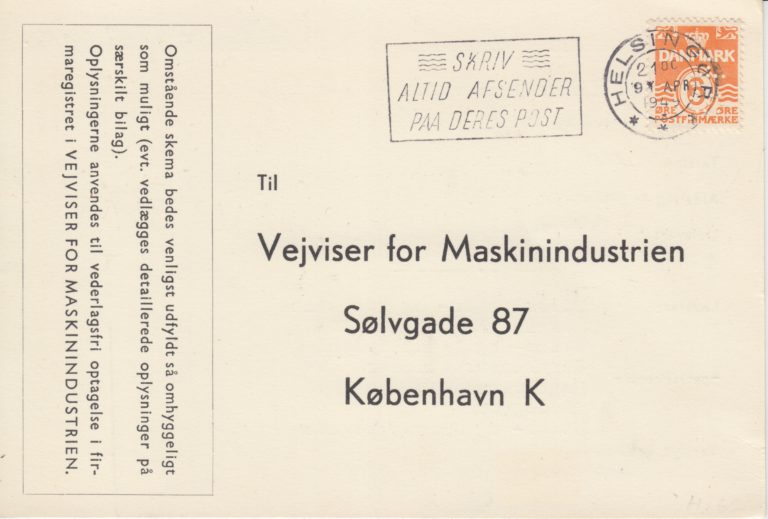 Omstående skema bedes venligst udfyldt så omhyggeligt
som muligt (evt. vedlægges detaillerede oplysninger på
særskilt bilag).
Oplysningerne anvendes til vederlagsfri optagelse i fir-
maregistret i VEJVISER FOR MASKININDUSTRIEN.
SKRIV
ALTID AFSENDER
PAA DERES POST
HELSINGØR
APR
DANMARK
ØRE ØRE
POSTFRIMÆRKE
Til
Vejviser for Maskinindustrien
Sølvgade 87
København K